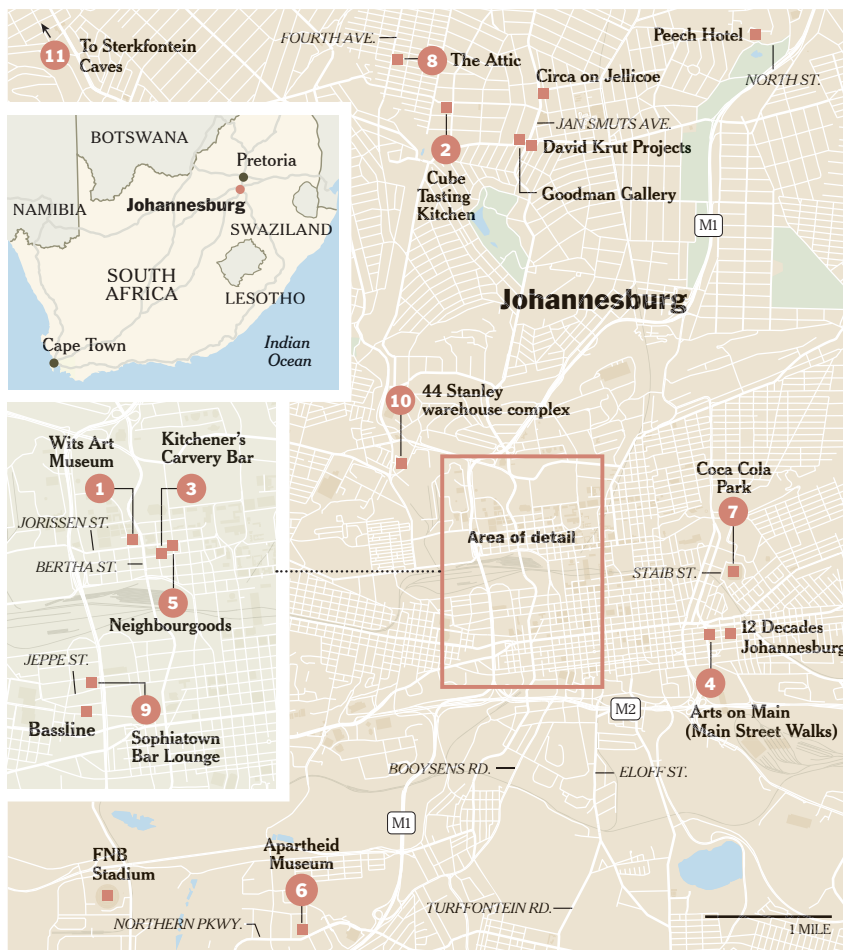 11
To Sterkfontein
Caves
FOURTH AVE.
8
The Attic
Peech Hotel
NORTH ST.
Circa on Jellicoe
JAN SMUTS AVE.
2
Cube
Tasting
Kitchen
David Krut Projects
Goodman Gallery
M1
Johannesburg
BOTSWANA
Pretoria
Johannesburg
NAMIBIA
SWAZILAND
SOUTH
AFRICA
LESOTHO
Cape Town
Indian
Ocean
10
44 Stanley
warehouse complex
Area of detail
Coca Cola
Park
7
STAIB ST.
12 Decades
Johannesburg
4
Arts on Main
(Main Street Walks)
M2
Wits Art
Museum
1
Kitchener's
Carvery Bar
3
JORISSEN ST.
BERTHA ST.
5
Neighbourgoods
JEPPE ST.
9
Bassline
Sophiatown
Bar Lounge
BOOYSENS RD.
ELOFF ST.
M1
FNB
Stadium
Apartheid
Museum
6
NORTHERN PKWY.
TURFFONTEIN RD.
1 MILE